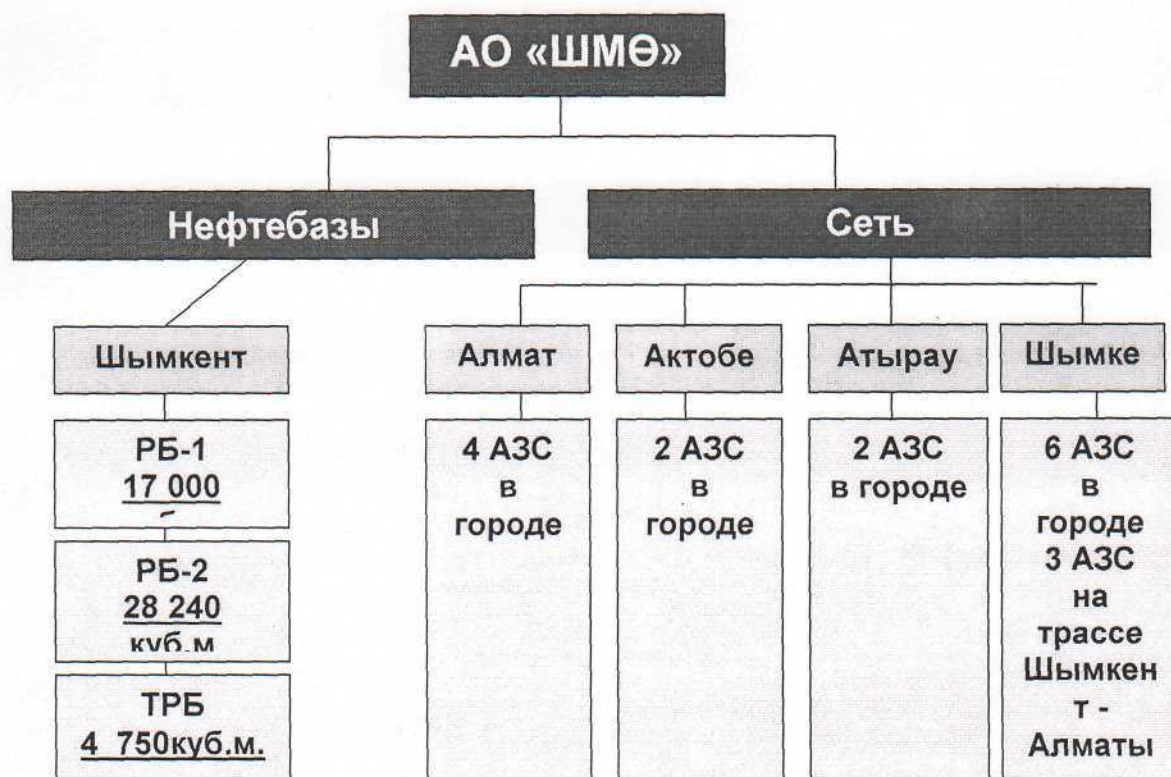 АО «ШМӨ»
Нефтебазы
Сеть
Шымкент
РБ-1
17 000
РБ-2
28 240
куб.м
ТРБ
4 750куб.м.
Алмат
4 АЗС
в
городе
Актобе
2 АЗС
в
городе
Атырау
2 АЗС
в городе
Шымке
6 АЗС
в
городе
3 АЗС
на
трассе
Шымкен
т -
Алматы